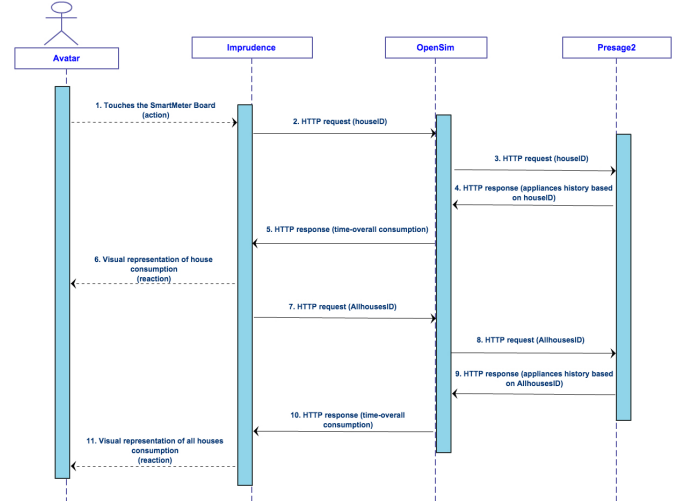 Avatar
Imprudence
OpenSim
Presage2
1. Touches the SmartMeter Board
(action)
2. HTTP request (houseID)
3. HTTP request (houseID)
4. HTTP response (appliances history based
on houseID)
5. HTTP response (time-overall consumption)
6. Visual representation of house
consumption
(reaction)
7. HTTP request (AllhousesID)
8. HTTP request (AllhousesID)
9. HTTP response (appliances history based
on AllhousesID)
10. HTTP response (time-overall
consumption)
11. Visual representation of all houses
consumption
(reaction)